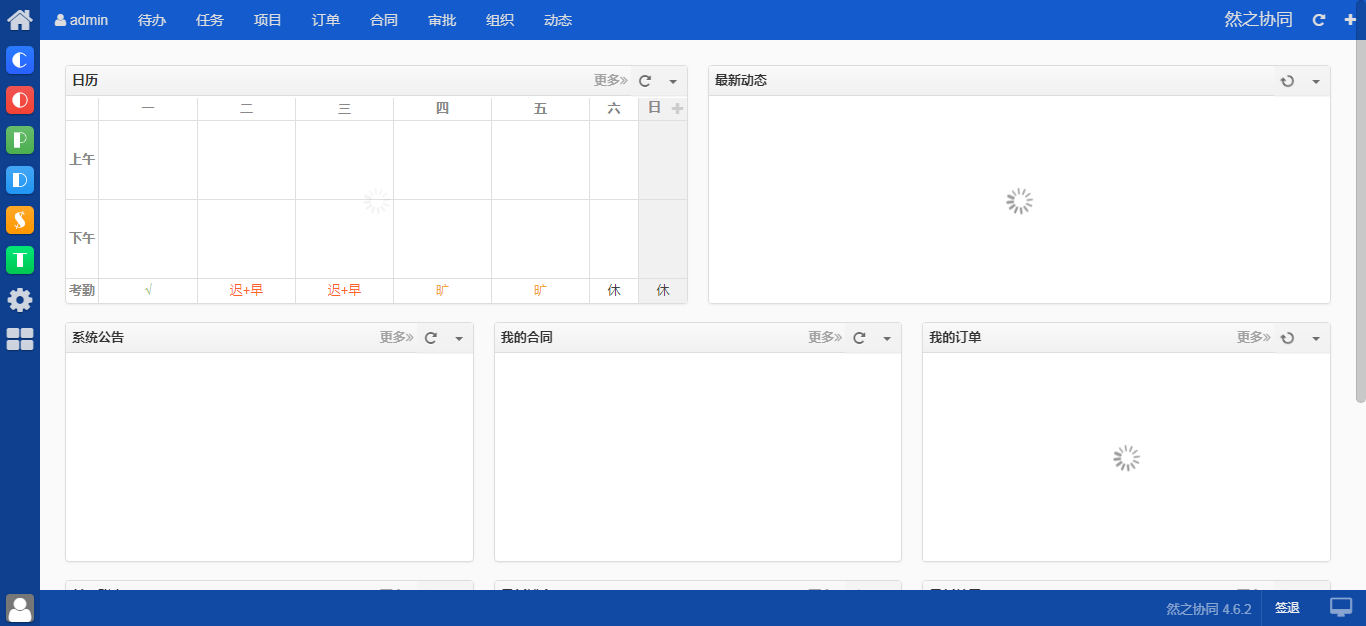 admin 待办 任务 项目 订单 合同 审批 组织 动态 然之协同
日历 更多»
一 二 三 四 五 六 日
上午
下午
考勤 √ 迟+早 迟+早 旷 旷 休 休
最新动态
系统公告 更多»
我的合同 更多»
我的订单 更多»
然之协同 4.6.2 签退